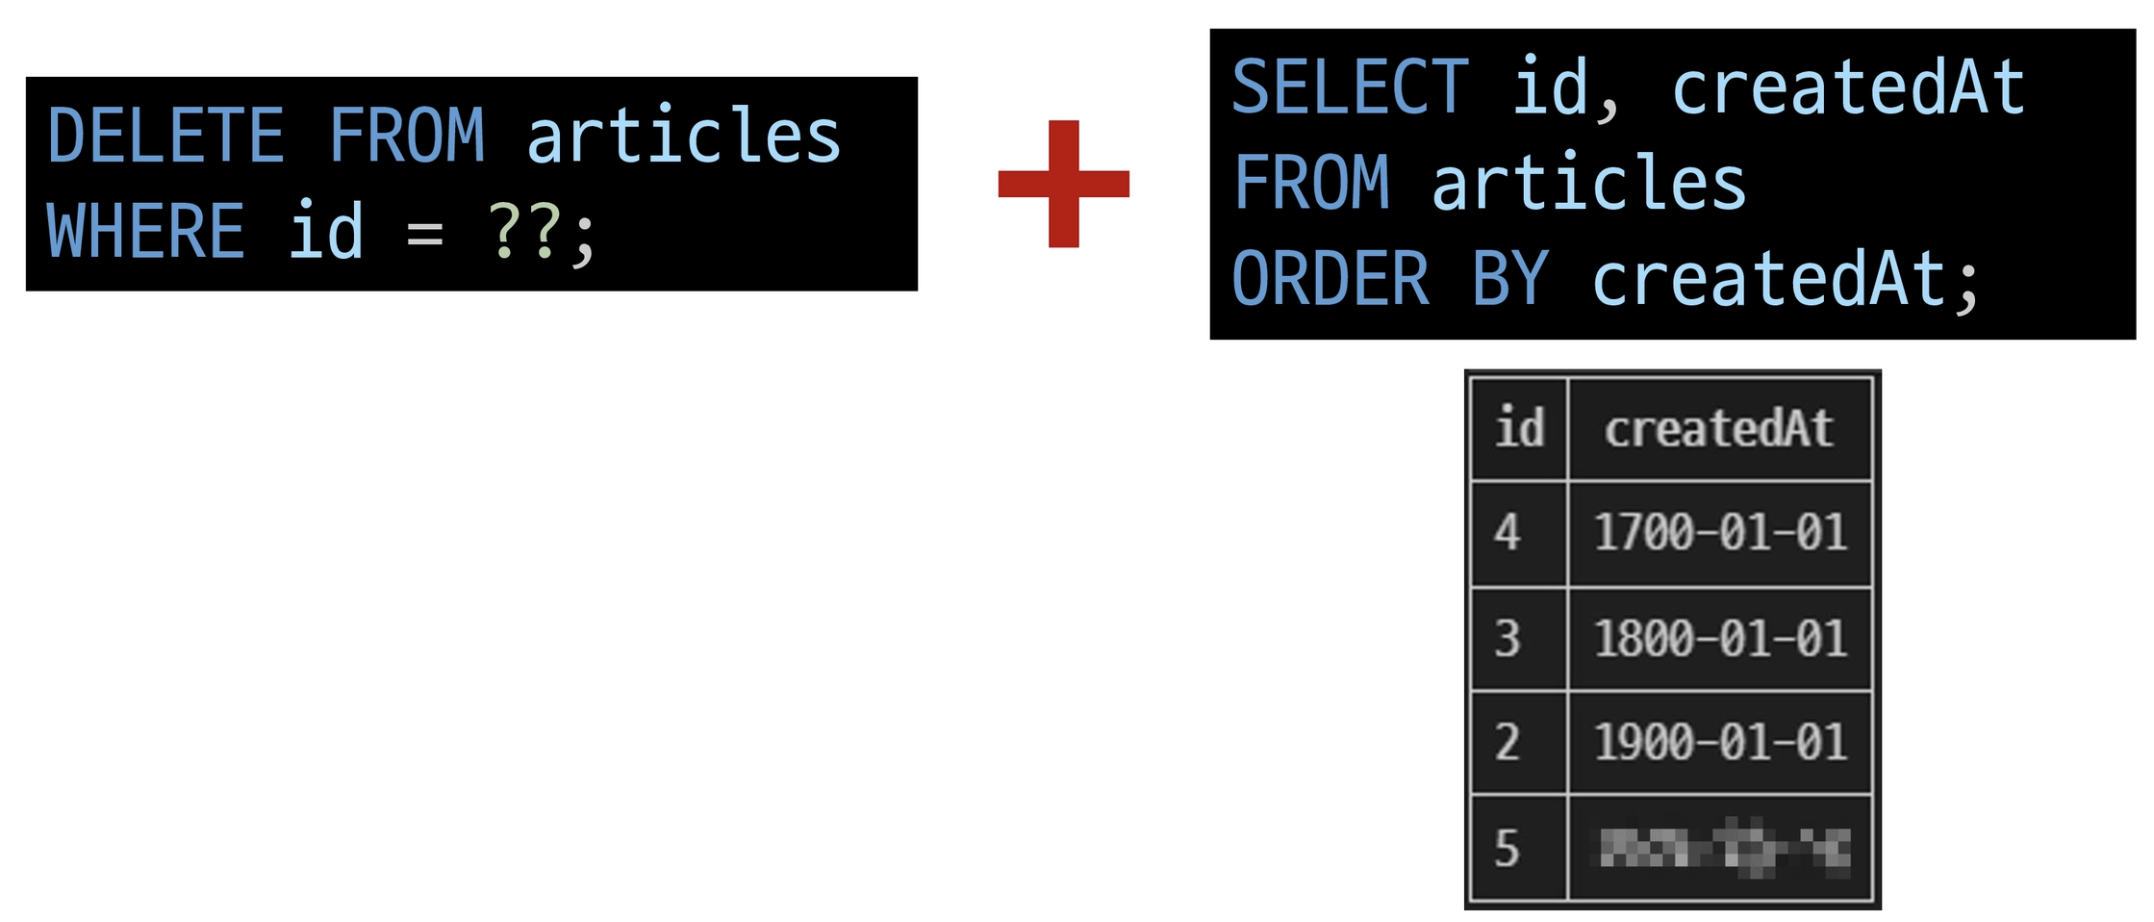 DELETE FROM articles
WHERE id = ??;
SELECT id, createdAt
FROM articles
ORDER BY createdAt;
id createdAt
4 1700-01-01
3 1800-01-01
2 1900-01-01
5